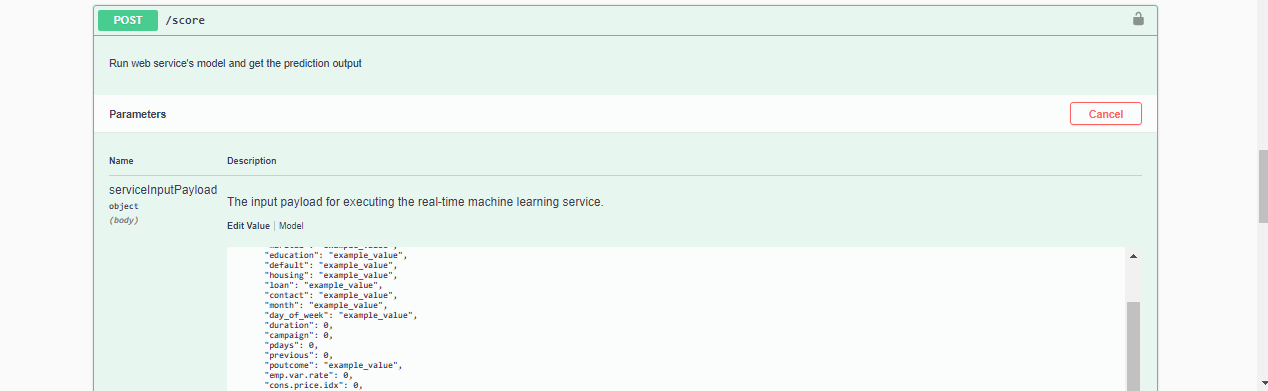 POST /score
Run web service's model and get the prediction output
Parameters
Cancel
Name Description
serviceInputPayload
object
(body)
The input payload for executing the real-time machine learning service.
Edit Value | Model
"education": "example_value",
"default": "example_value",
"housing": "example_value",
"loan": "example_value",
"contact": "example_value",
"month": "example_value",
"day_of_week": "example_value",
"duration": 0,
"campaign": 0,
"pdays": 0,
"previous": 0,
"poutcome": "example_value",
"emp.var.rate": 0,
"cons.price.idx": 0,